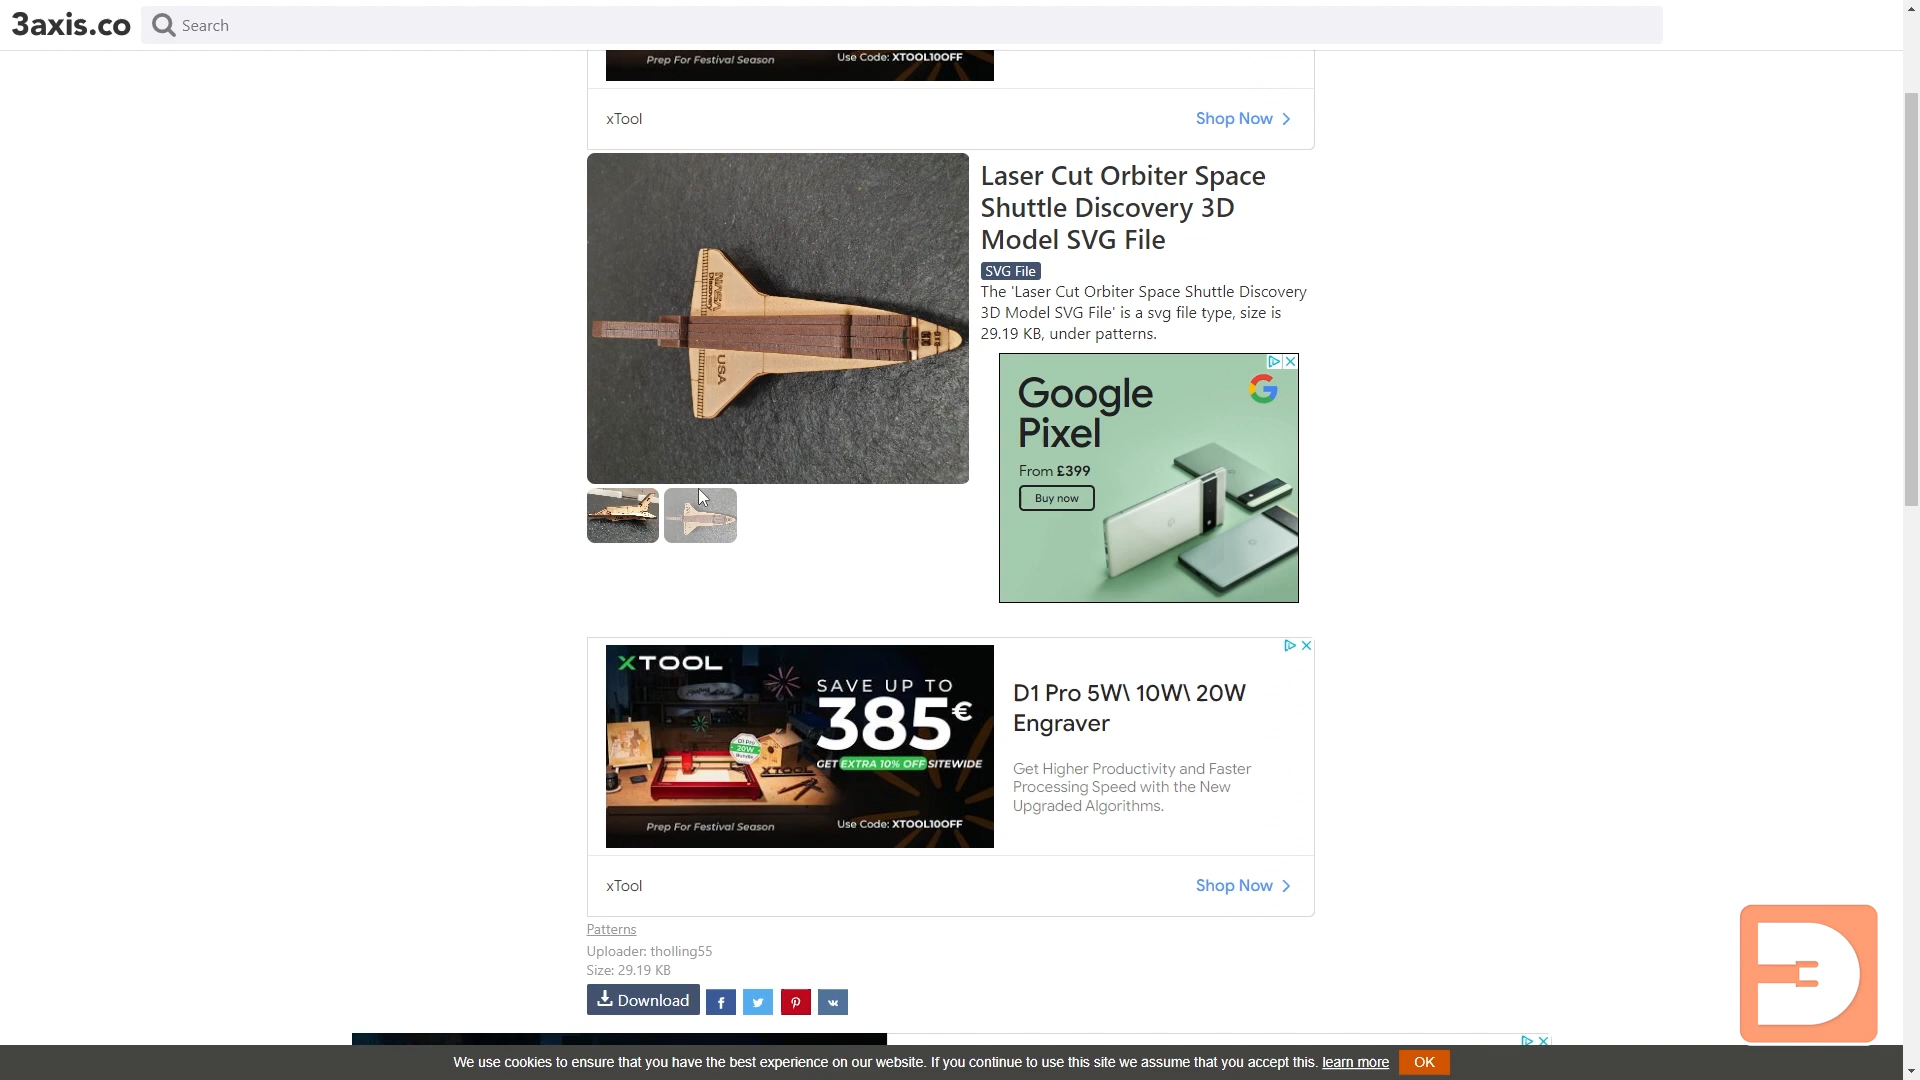 3axis.co
Search
Prep For Festival Season
Use Code: XTOOL10OFF
xTool
Shop Now
Laser Cut Orbiter Space
Shuttle Discovery 3D
Model SVG File
SVG File
The 'Laser Cut Orbiter Space Shuttle Discovery
3D Model SVG File' is a svg file type, size is
29.19 KB, under patterns.
NASA
Discovery
USA
Google
Pixel
From £399
Buy now
XTOOL
SAVE UP TO
385€
GET EXTRA 10% OFF SITEWIDE
Prep For Festival Season
Use Code: XTOOL10OFF
D1 Pro 5W\ 10W\ 20W
Engraver
Get Higher Productivity and Faster
Processing Speed with the New
Upgraded Algorithms.
xTool
Shop Now
Patterns
Uploader: tholling55
Size: 29.19 KB
Download
We use cookies to ensure that you have the best experience on our website. If you continue to use this site we assume that you accept this. learn more
OK